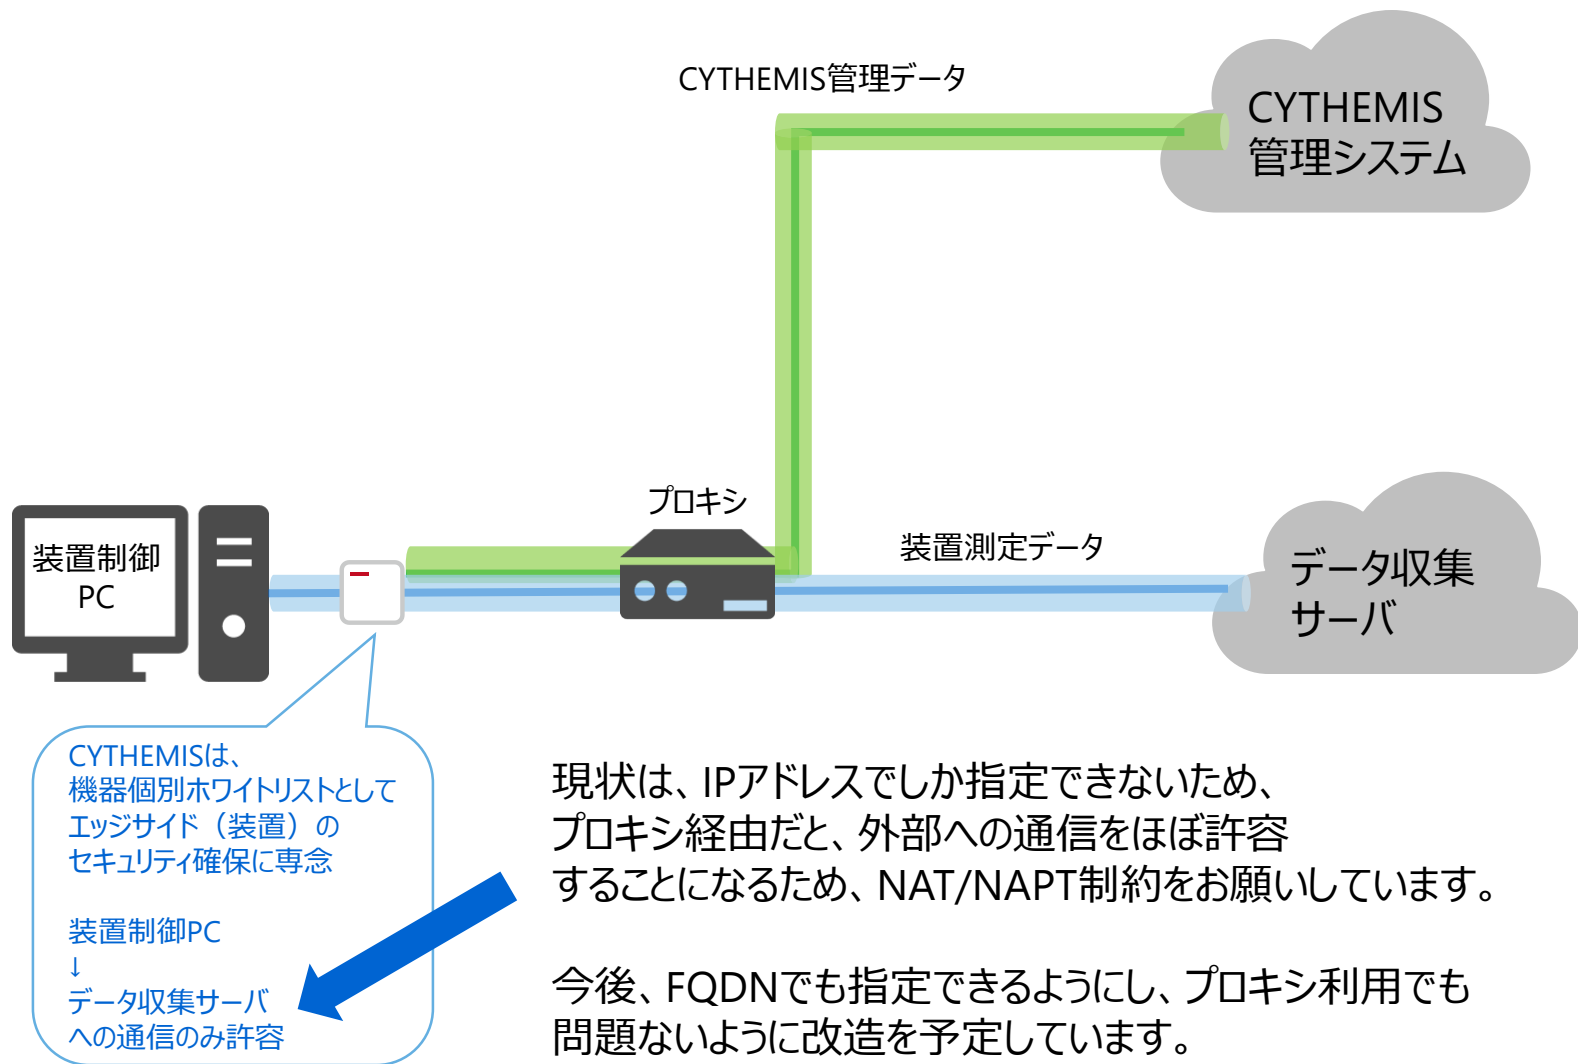 CYTHEMIS管理データ
CYTHEMIS
管理システム
プロキシ
装置制御
PC
装置測定データ
データ収集
サーバ
CYTHEMISは、
機器個別ホワイトリストとして
エッジサイド（装置）の
セキュリティ確保に専念
装置制御PC
↓
データ収集サーバ
への通信のみ許容
現状は、IPアドレスでしか指定できないため、
プロキシ経由だと、外部への通信をほぼ許容
することになるため、NAT/NAPT制約をお願いしています。
今後、FQDNでも指定できるようにし、プロキシ利用でも
問題ないように改造を予定しています。